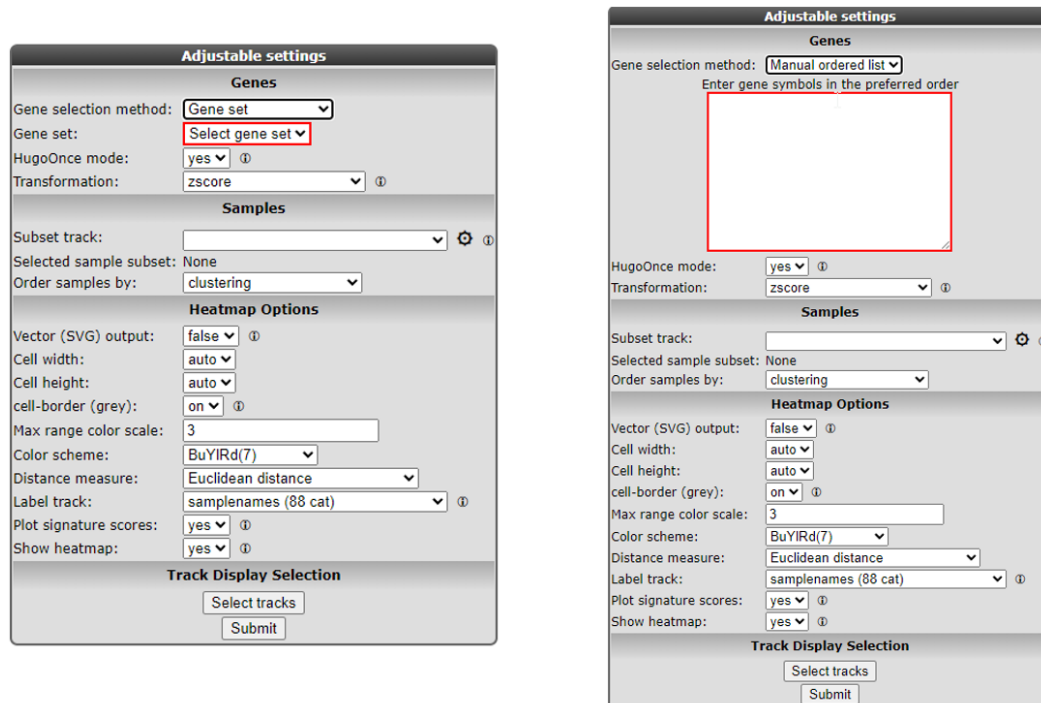 Adjustable settings
Genes
Gene selection method: Gene set
Gene set: Select gene set
HugoOnce mode: yes
Transformation: zscore
Samples
Subset track:
Selected sample subset: None
Order samples by: clustering
Heatmap Options
Vector (SVG) output: false
Cell width: auto
Cell height: auto
cell-border (grey): on
Max range color scale: 3
Color scheme: BuYlRd(7)
Distance measure: Euclidean distance
Label track: samplenames (88 cat)
Plot signature scores: yes
Show heatmap: yes
Track Display Selection
Select tracks
Submit
Adjustable settings
Genes
Gene selection method: Manual ordered list
Enter gene symbols in the preferred order
HugoOnce mode: yes
Transformation: zscore
Samples
Subset track:
Selected sample subset: None
Order samples by: clustering
Heatmap Options
Vector (SVG) output: false
Cell width: auto
Cell height: auto
cell-border (grey): on
Max range color scale: 3
Color scheme: BuYlRd(7)
Distance measure: Euclidean distance
Label track: samplenames (88 cat)
Plot signature scores: yes
Show heatmap: yes
Track Display Selection
Select tracks
Submit